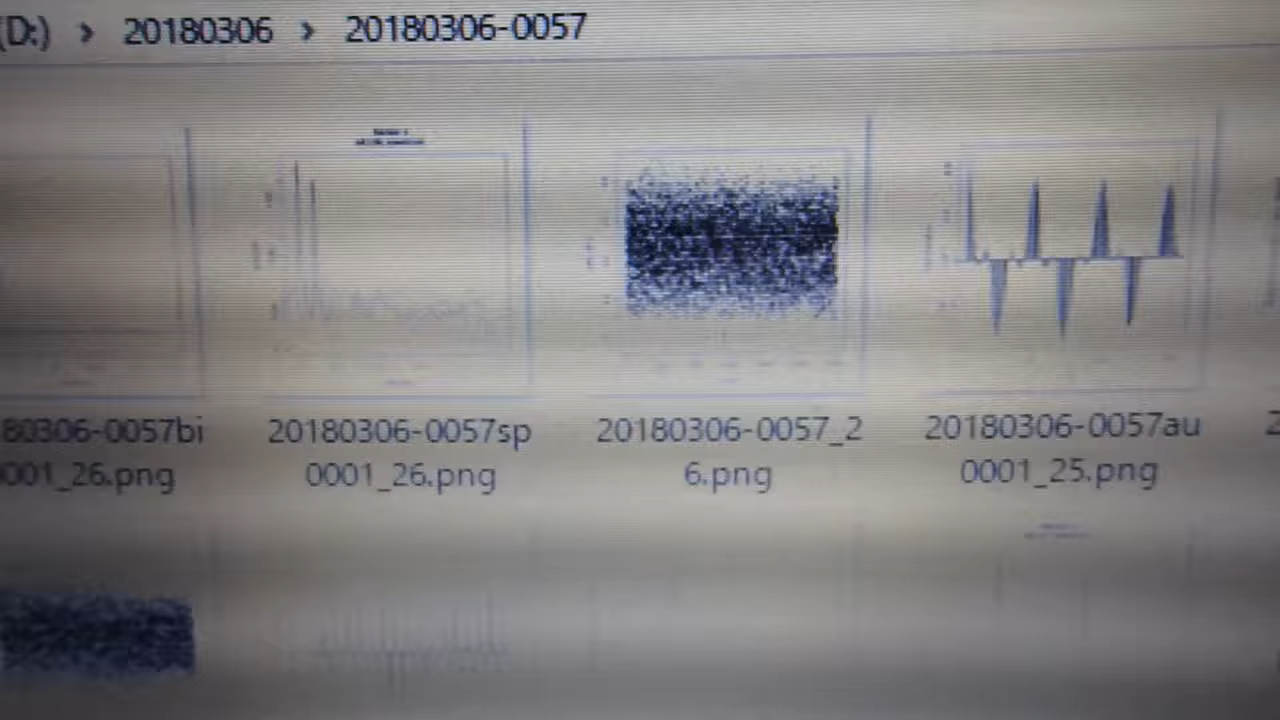 (D:) › 20180306 › 20180306-0057
80306-0057bi
001_26.png
20180306-0057sp
0001_26.png
20180306-0057_2
6.png
20180306-0057au
0001_25.png